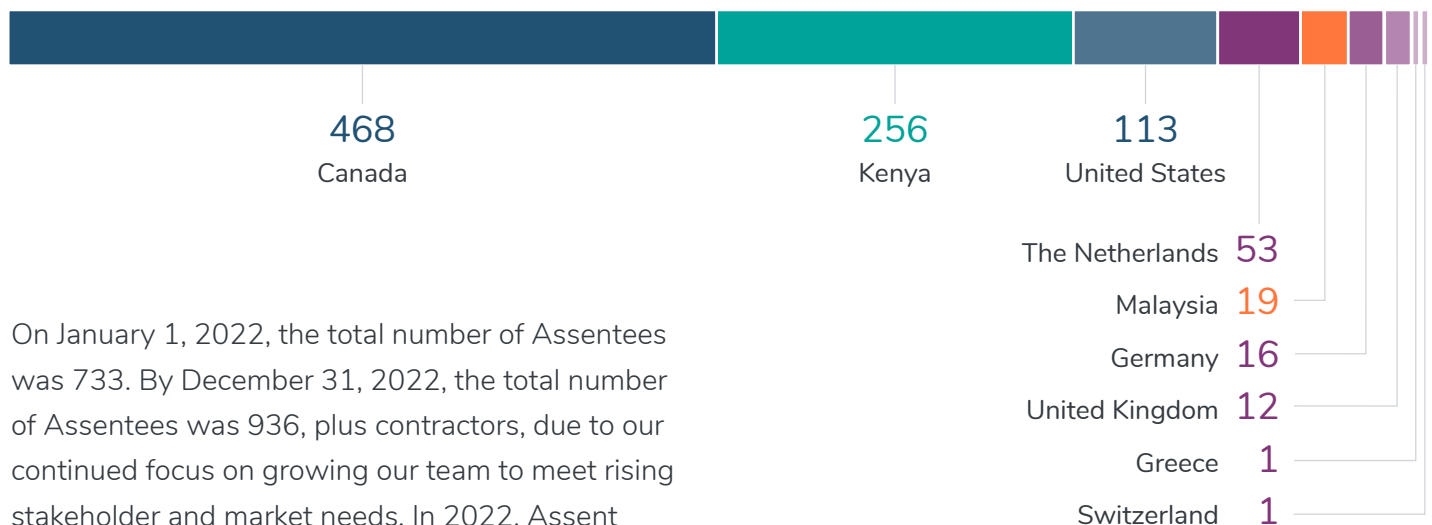 468
Canada
256
Kenya
113
United States
The Netherlands 53
Malaysia 19
Germany 16
United Kingdom 12
Greece 1
Switzerland 1
On January 1, 2022, the total number of Assentees
was 733. By December 31, 2022, the total number
of Assentees was 936, plus contractors, due to our
continued focus on growing our team to meet rising
stakeholder and market needs. In 2022, Assent